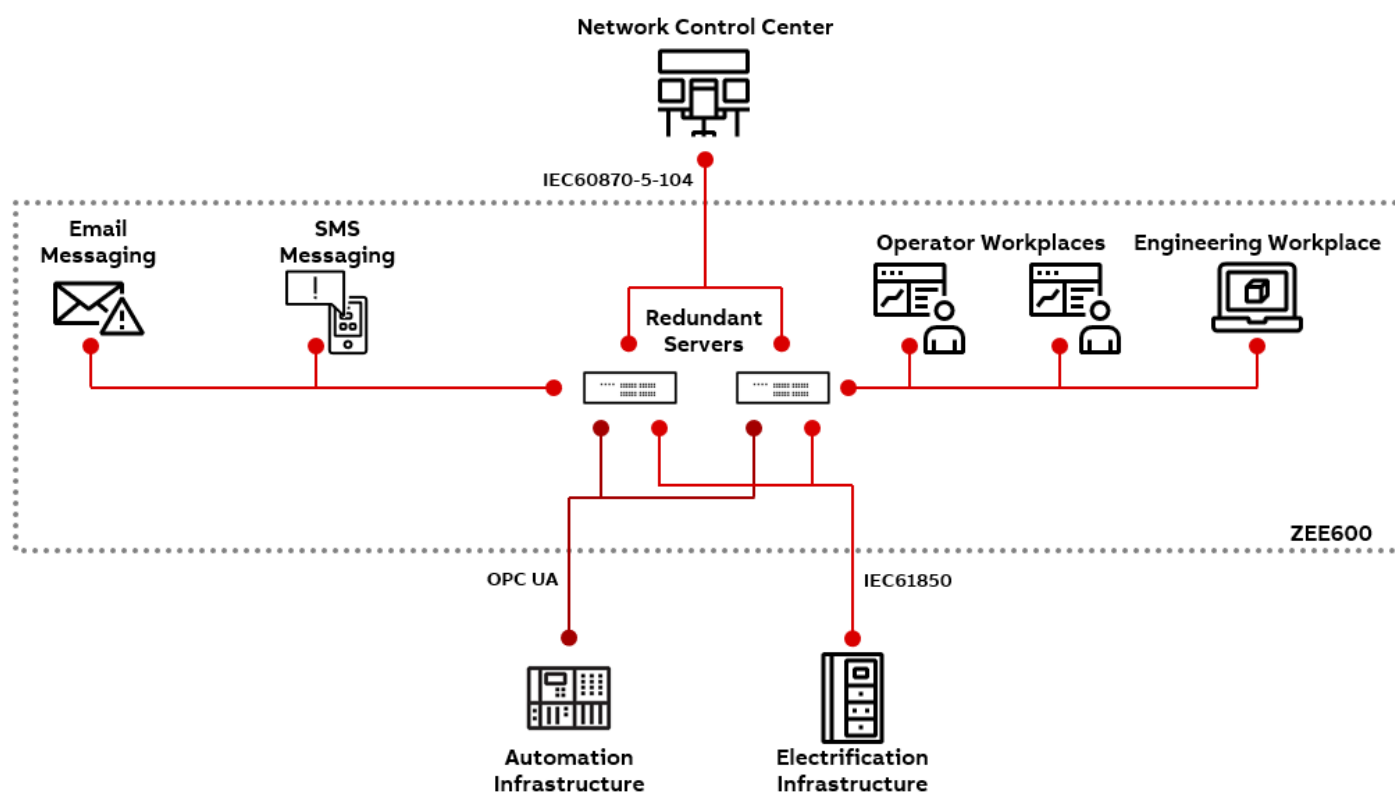 Network Control Center
IEC60870-5-104
Email
Messaging
SMS
Messaging
!
Operator Workplaces
Engineering Workplace
Redundant
Servers
ZEE600
OPC UA
IEC61850
Automation
Infrastructure
Electrification
Infrastructure